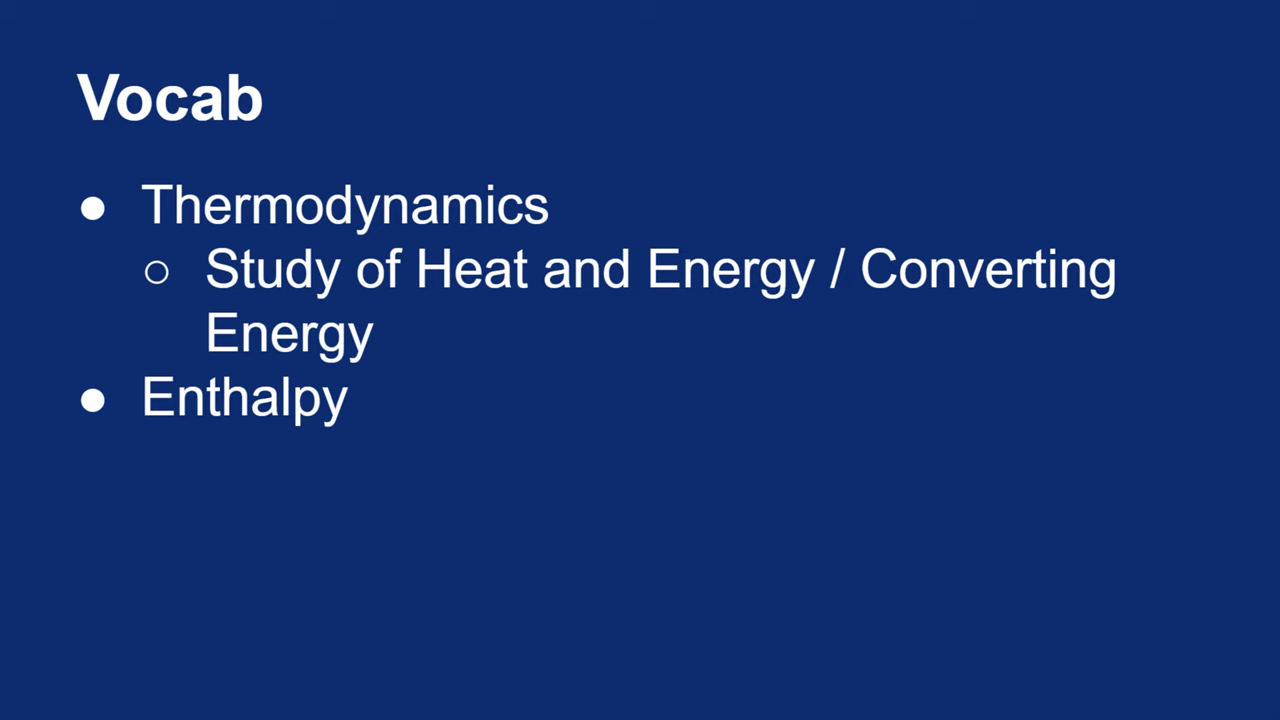 Vocab
● Thermodynamics
○ Study of Heat and Energy / Converting
Energy
● Enthalpy